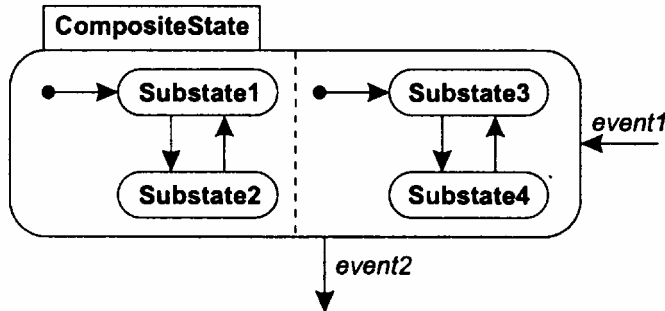 CompositeState
Substate1
Substate3
event1
Substate2
Substate4
event2